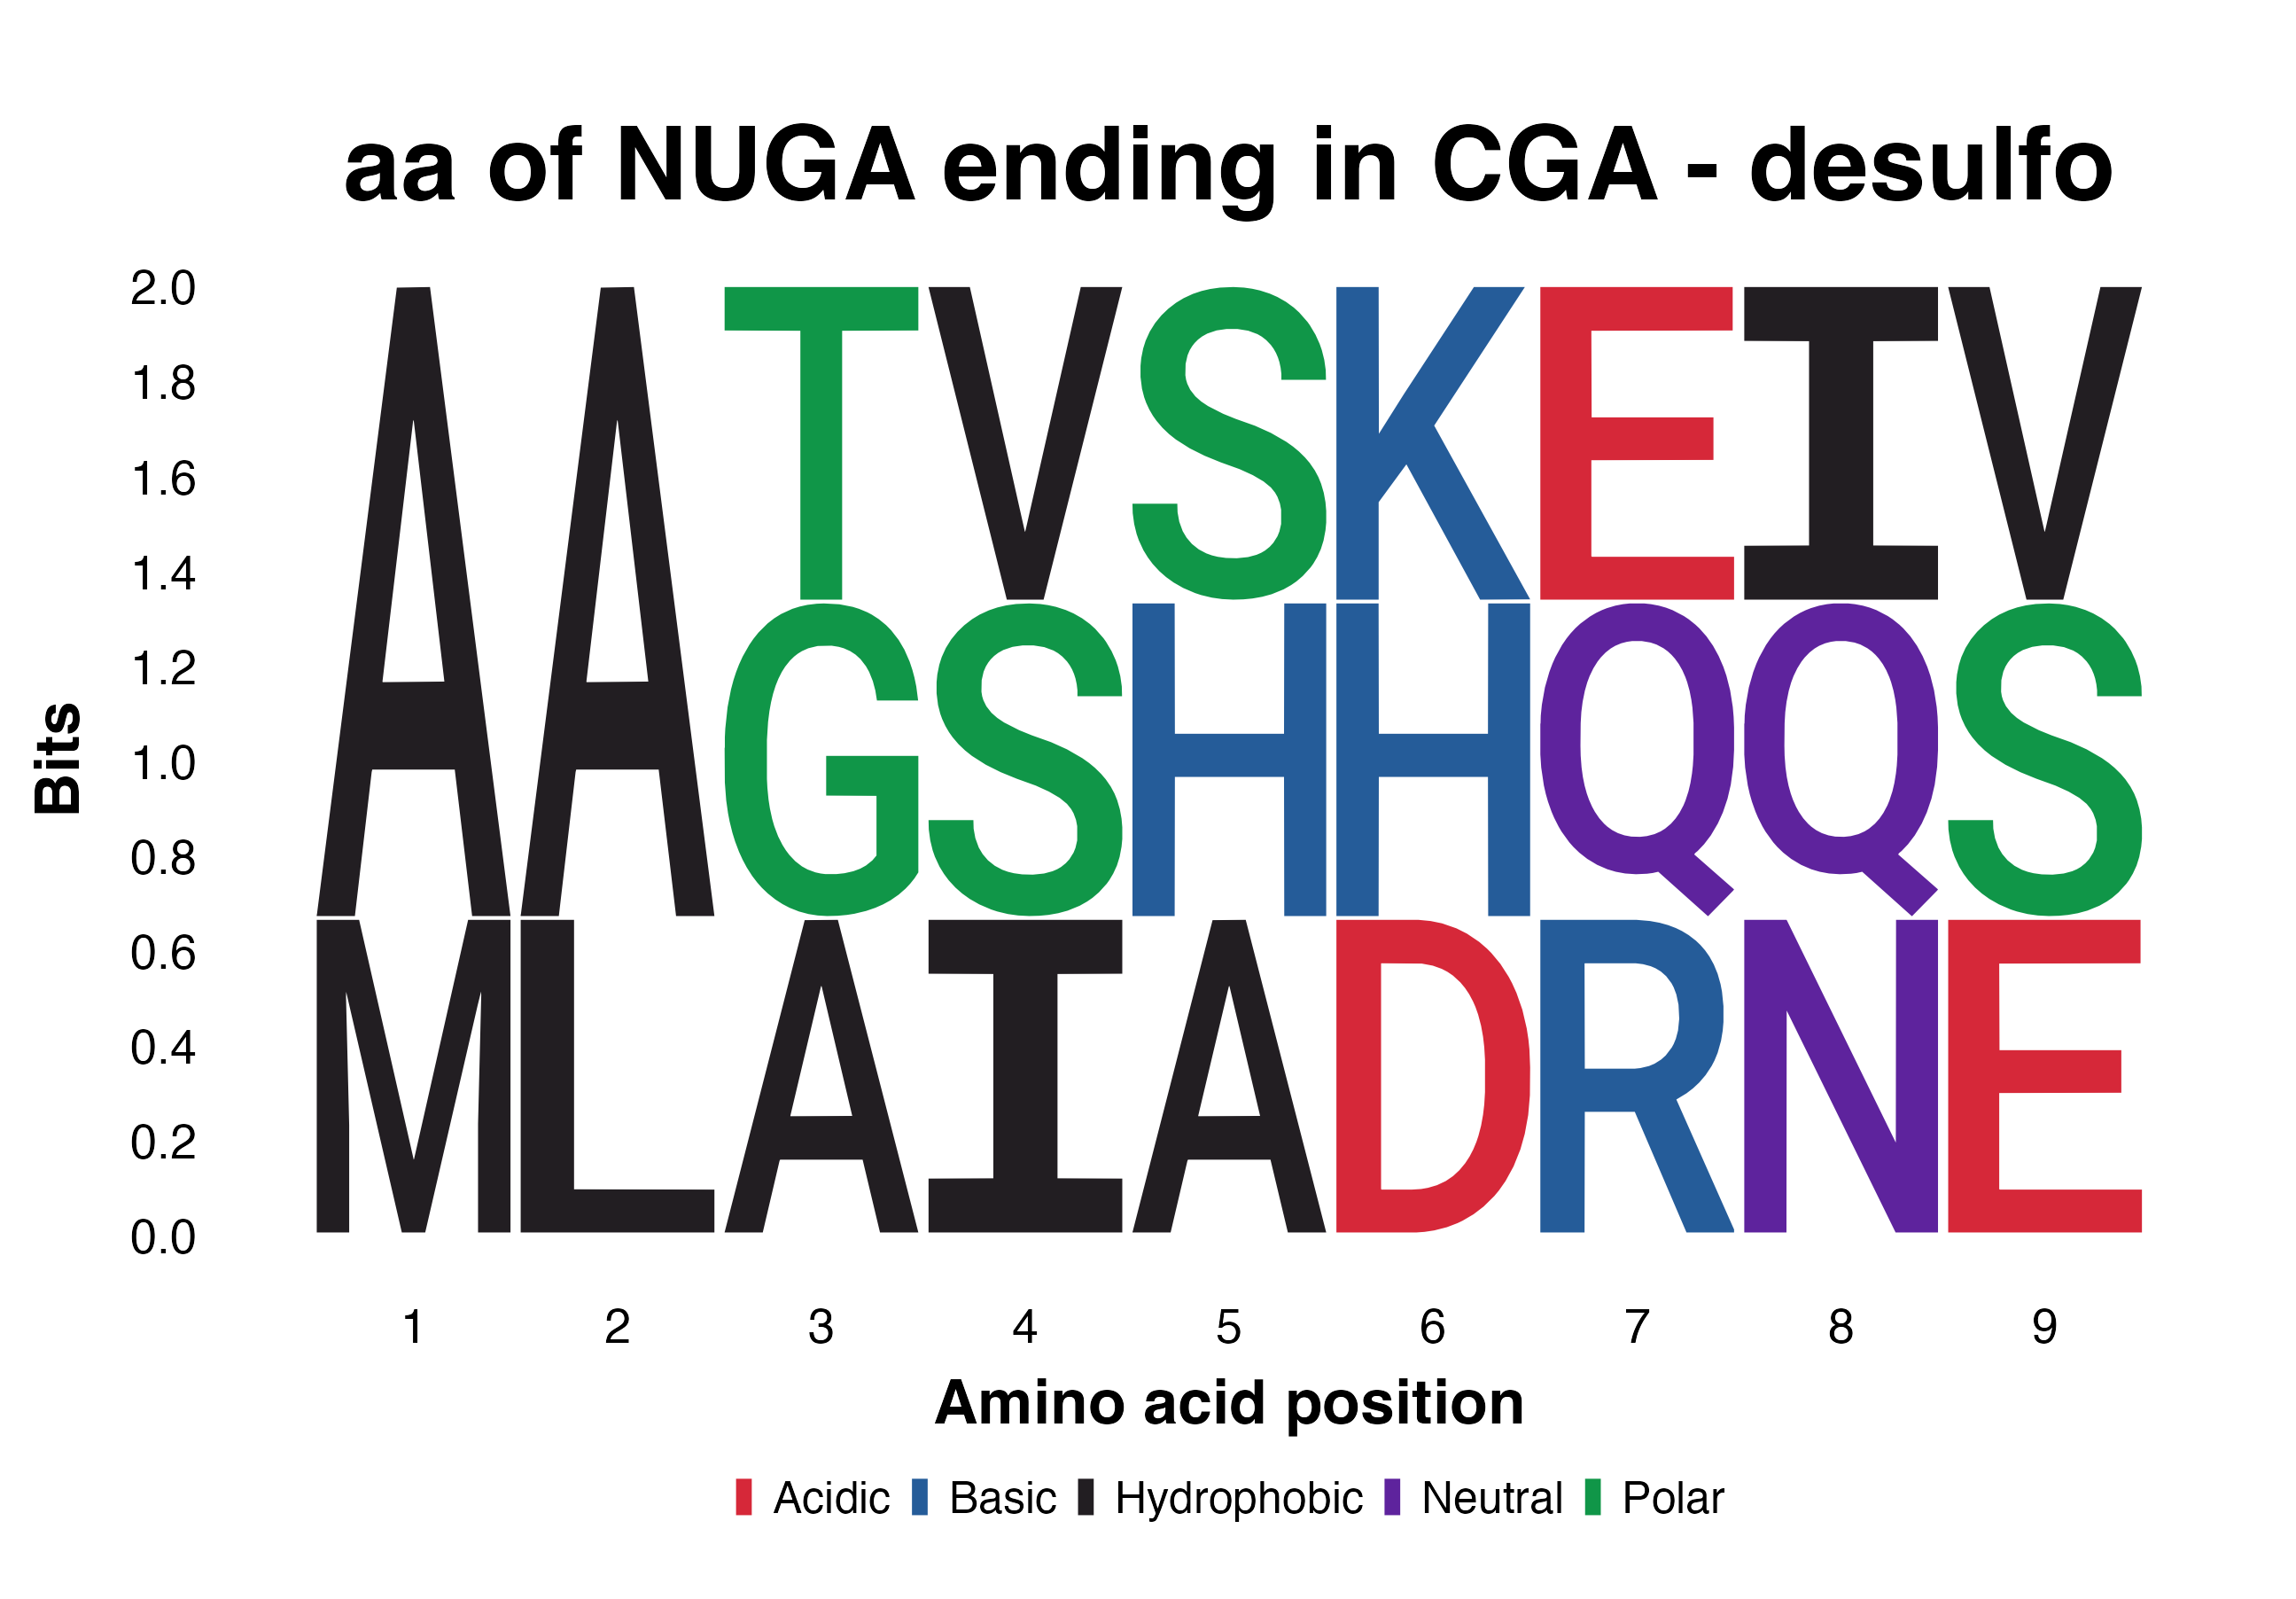 aa of NUGA ending in CGA - desulfo
2.0
1.8
1.6
1.4
1.2
1.0
0.8
0.6
0.4
0.2
0.0
Bits
A A T V S K E I V
G S H H Q Q S
M L A I A D R N E
1 2 3 4 5 6 7 8 9
Amino acid position
Acidic Basic Hydrophobic Neutral Polar